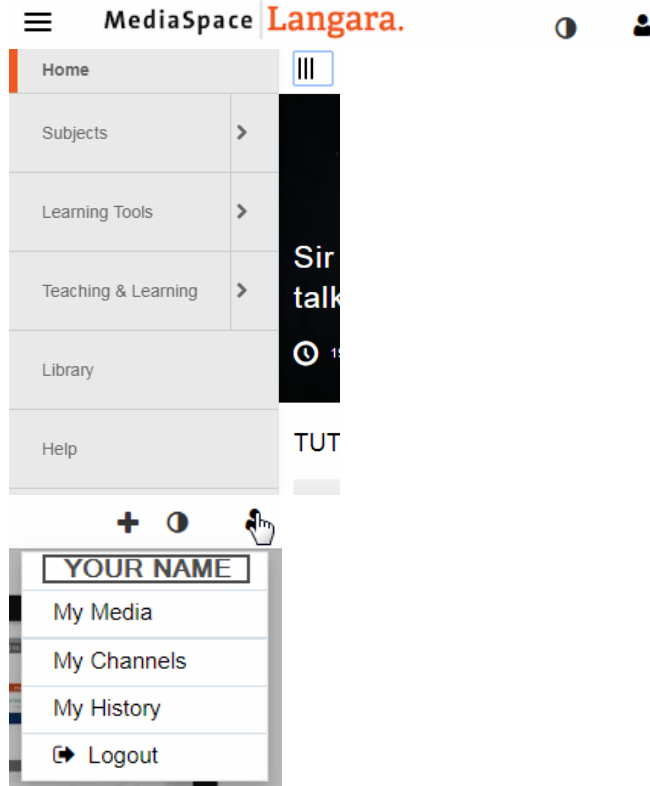 MediaSpace Langara.
Home
Subjects
Learning Tools
Teaching & Learning
Library
Help
Sir
talk
19
TUT
YOUR NAME
My Media
My Channels
My History
Logout